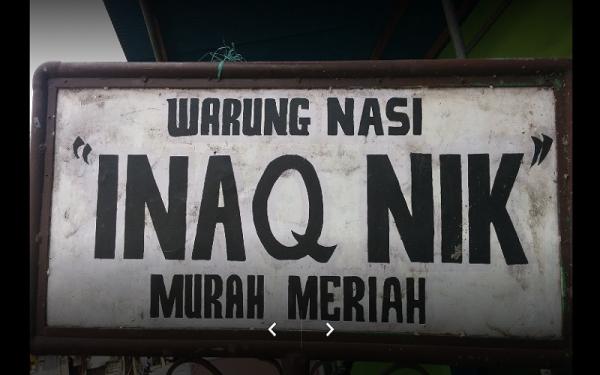 WARUNG NASI
"INAQ NIK"
MURAH MERIAH